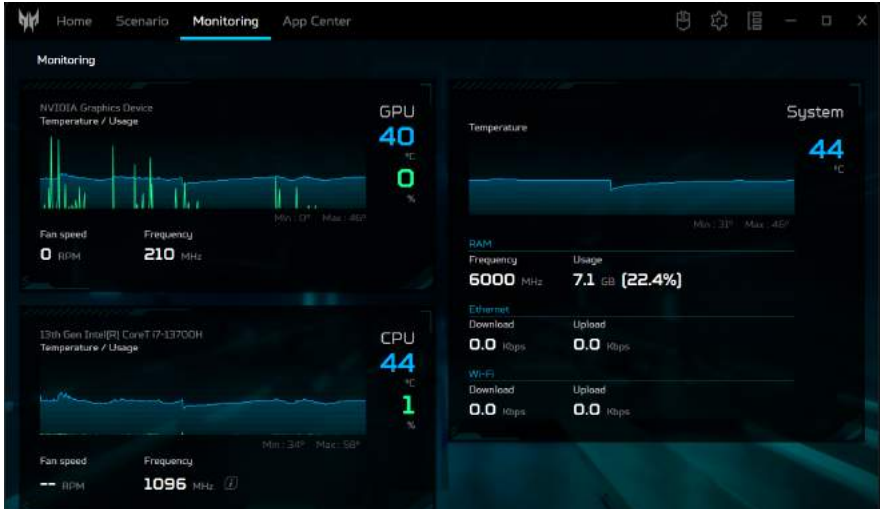 Home Scenario Monitoring App Center
Monitoring
NVIDIA Graphics Device
Temperature / Usage
GPU
40
°C
0
%
Min : 0° Max : 46°
Fan speed Frequency
0 RPM 210 MHz
13th Gen Intel(R) CoreT i7-13700H
Temperature / Usage
CPU
44
°C
1
%
Min : 34° Max : 58°
Fan speed Frequency
-- RPM 1096 MHz
System
Temperature
44
°C
Min : 31° Max : 46°
RAM
Frequency Usage
6000 MHz 7.1 GB (22.4%)
Ethernet
Download Upload
0.0 Kbps 0.0 Kbps
Wi-Fi
Download Upload
0.0 Kbps 0.0 Kbps